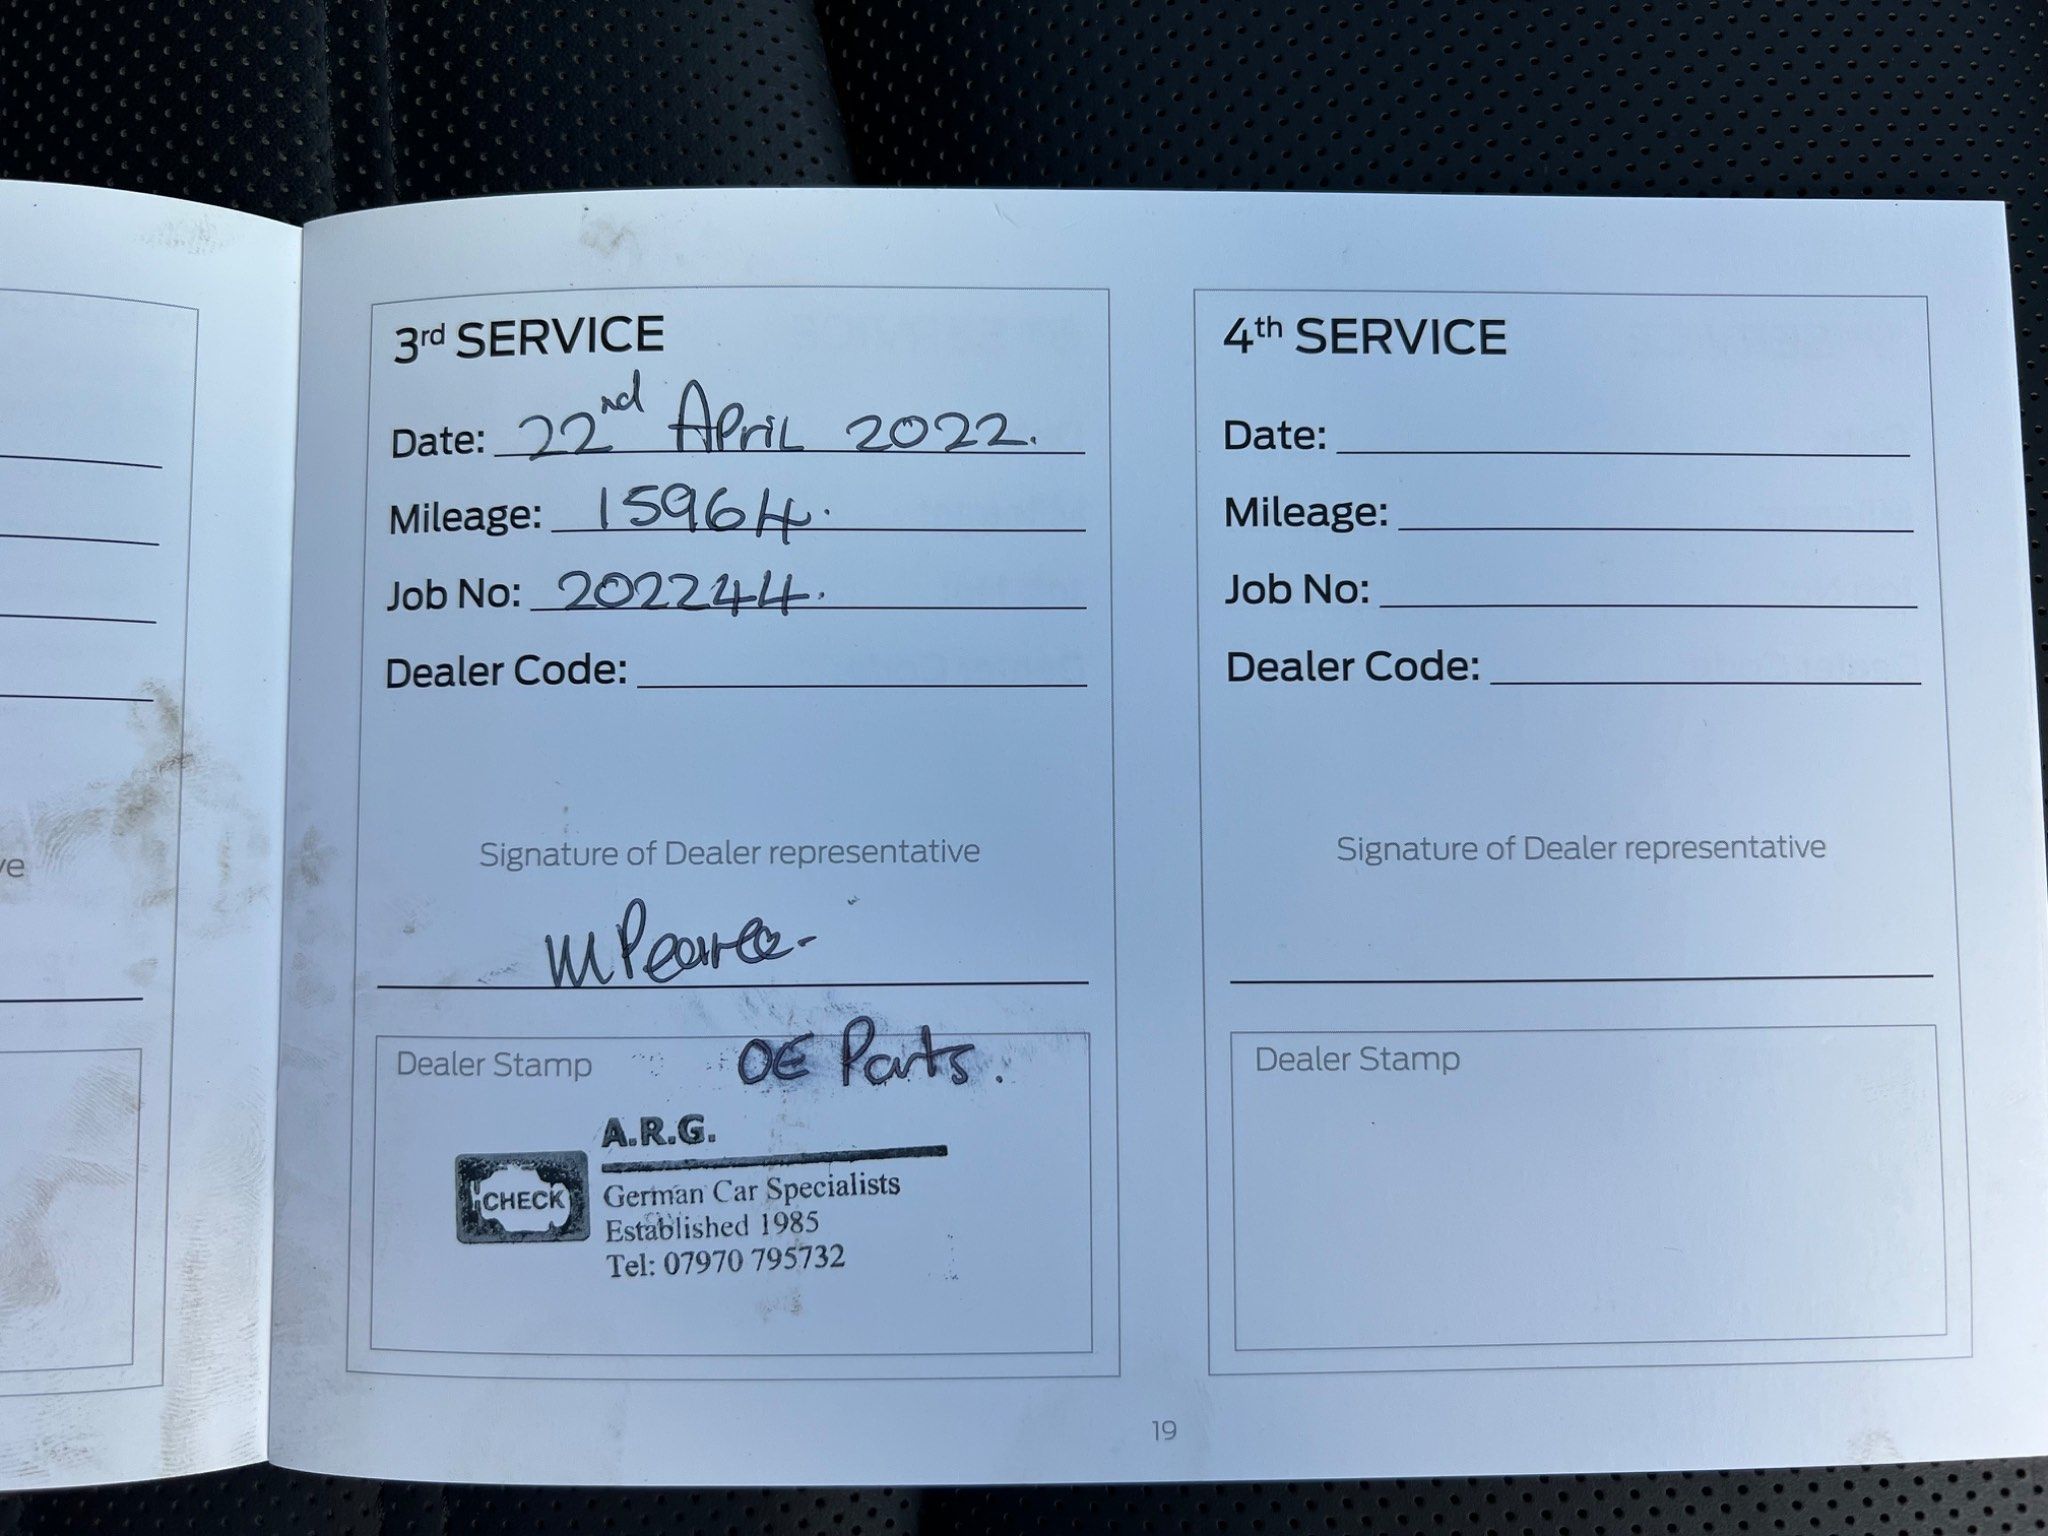 ve
3rd SERVICE
Date: 22nd April 2022.
Mileage: 15964.
Job No: 202244.
Dealer Code:
Signature of Dealer representative
M Pearce
Dealer Stamp
OE Parts.
A.R.G.
CHECK
German Car Specialists
Established 1985
Tel: 07970 795732
4th SERVICE
Date:
Mileage:
Job No:
Dealer Code:
Signature of Dealer representative
Dealer Stamp
19